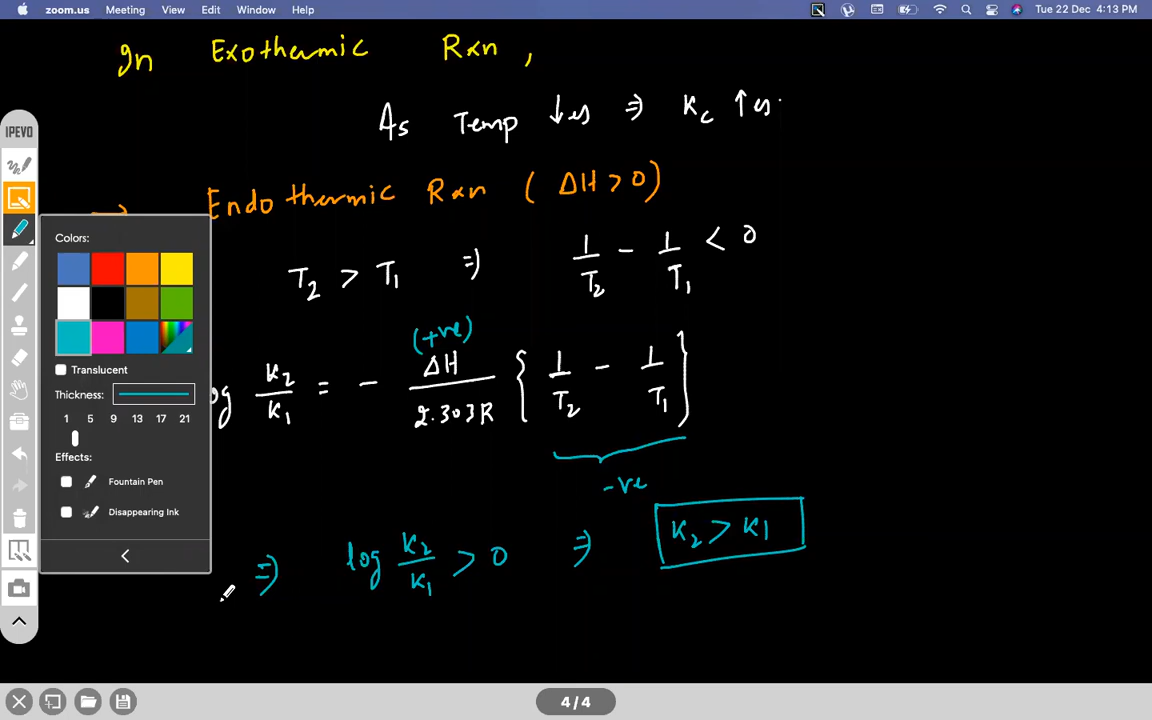 zoom.us Meeting View Edit Window Help Tue 22 Dec 4:13 PM
In Exothermic Rxn,
As Temp ↓es ⇒ Kc ↑es
IPEVO
→ Endothermic Rxn (ΔH > 0)
T2 > T1 ⇒ 1/T2 - 1/T1 < 0
(+ve)
og K2/K1 = - ΔH/2.303R {1/T2 - 1/T1}
-ve
⇒ log K2/K1 > 0 ⇒ K2 > K1
Colors:
Translucent
Thickness:
1 5 9 13 17 21
Effects:
Fountain Pen
Disappearing Ink
4/4